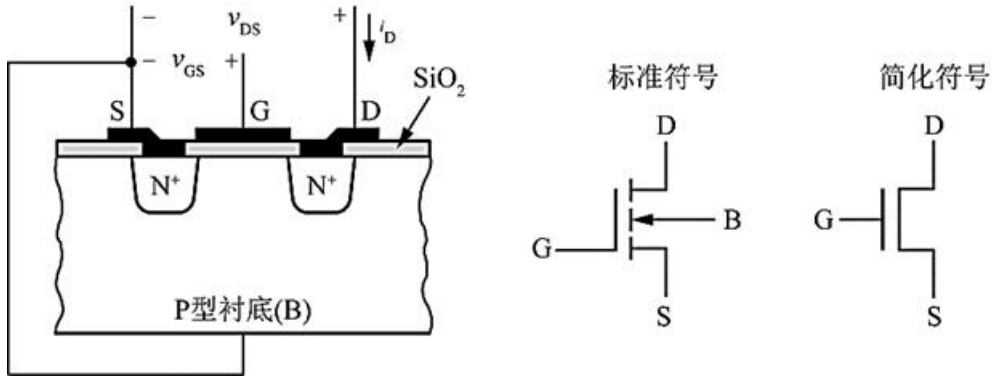 − v_DS +
i_D
− v_GS +
SiO₂
S G D
N⁺ N⁺
P型衬底(B)
标准符号
D
B
G
S
简化符号
D
G
S